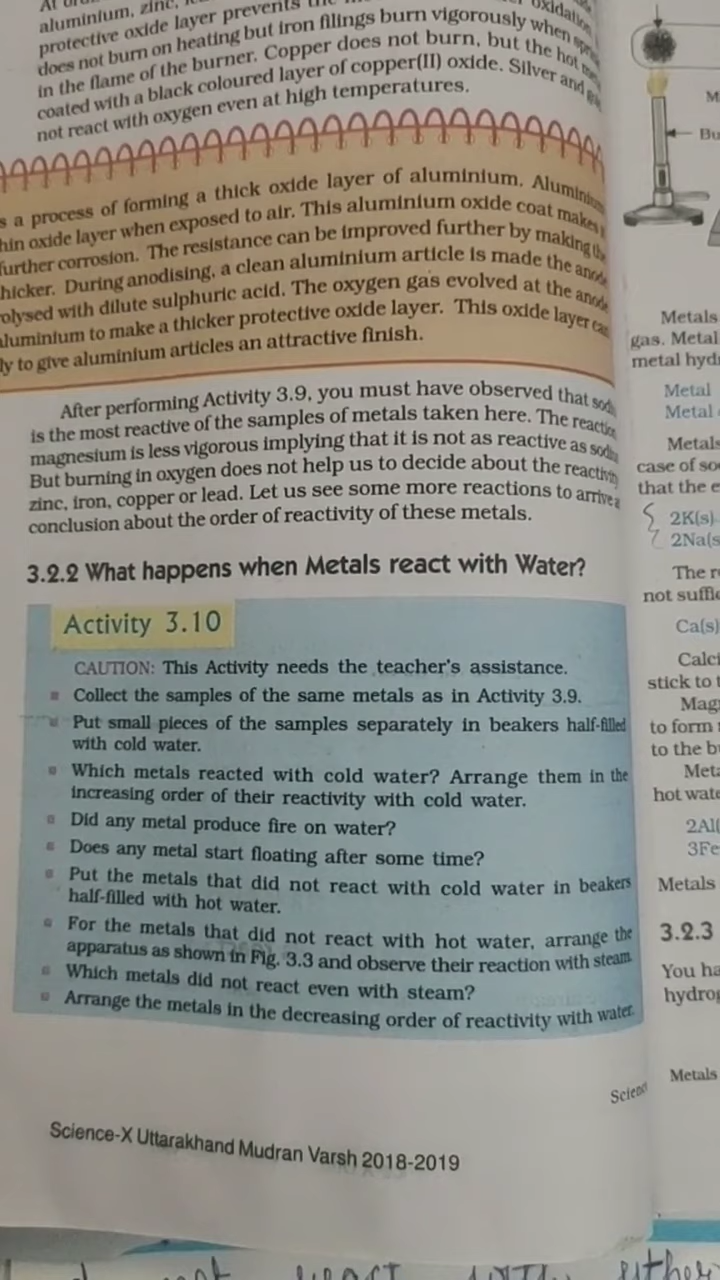 aluminium, zinc,
protective oxide layer prevents
does not burn on heating but iron filings burn vigorously when
in the flame of the burner. Copper does not burn, but the hot
coated with a black coloured layer of copper(II) oxide. Silver and
not react with oxygen even at high temperatures.
a process of forming a thick oxide layer of aluminium.
oxide layer when exposed to air. This aluminium oxide coat makes
further corrosion. The resistance can be improved further by making
During anodising, a clean aluminium article is made the
with dilute sulphuric acid. The oxygen gas evolved at the
to make a thicker protective oxide layer. This oxide layer
to give aluminium articles an attractive finish.
After performing Activity 3.9, you must have observed that
is the most reactive of the samples of metals taken here. The
magnesium is less vigorous implying that it is not as reactive as
But burning in oxygen does not help us to decide about the
zinc, iron, copper or lead. Let us see some more reactions to arrive
conclusion about the order of reactivity of these metals.
3.2.2 What happens when Metals react with Water?
Activity 3.10
CAUTION: This Activity needs the teacher's assistance.
Collect the samples of the same metals as in Activity 3.9.
Put small pieces of the samples separately in beakers half-filled
with cold water.
Which metals reacted with cold water? Arrange them in the
increasing order of their reactivity with cold water.
Did any metal produce fire on water?
Does any metal start floating after some time?
Put the metals that did not react with cold water in beakers
half-filled with hot water.
For the metals that did not react with hot water, arrange the
apparatus as shown in Fig. 3.3 and observe their reaction with steam.
Which metals did not react even with steam?
Arrange the metals in the decreasing order of reactivity with water.
Science-X Uttarakhand Mudran Varsh 2018-2019
Metals
gas. Metal
metal
Metal
Metal
Metals
case of
that the
2K(s)
2Na(s
The
not
Ca(s)
stick to
to form
to the
hot
2Al(
3Fe
Metals
3.2.3
You
Metals